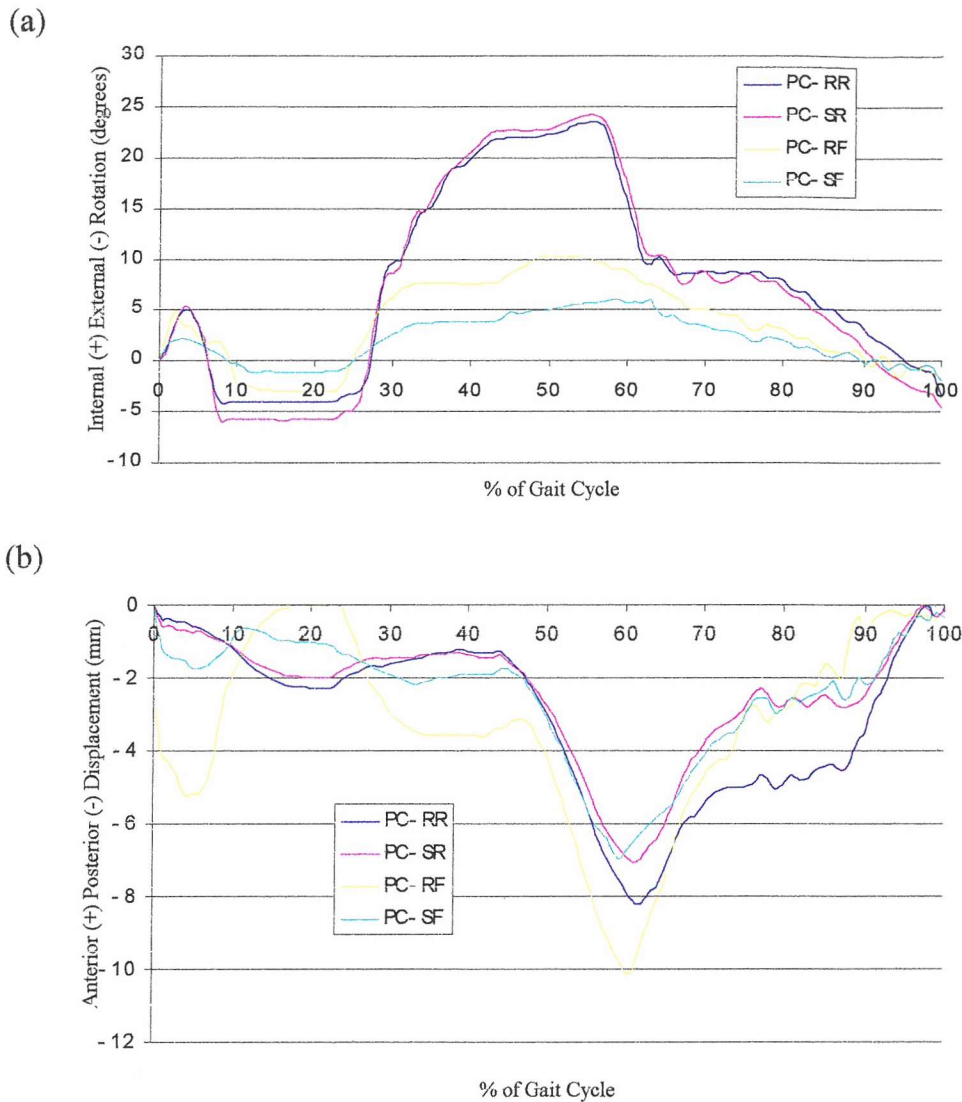 (a)
Internal (+) External (-) Rotation (degrees)
30
25
20
15
10
5
0
-5
-10
0 10 20 30 40 50 60 70 80 90 100
PC- RR
PC- SR
PC- RF
PC- SF
% of Gait Cycle
(b)
Anterior (+) Posterior (-) Displacement (mm)
0
-2
-4
-6
-8
-10
-12
0 10 20 30 40 50 60 70 80 90 100
PC- RR
PC- SR
PC- RF
PC- SF
% of Gait Cycle